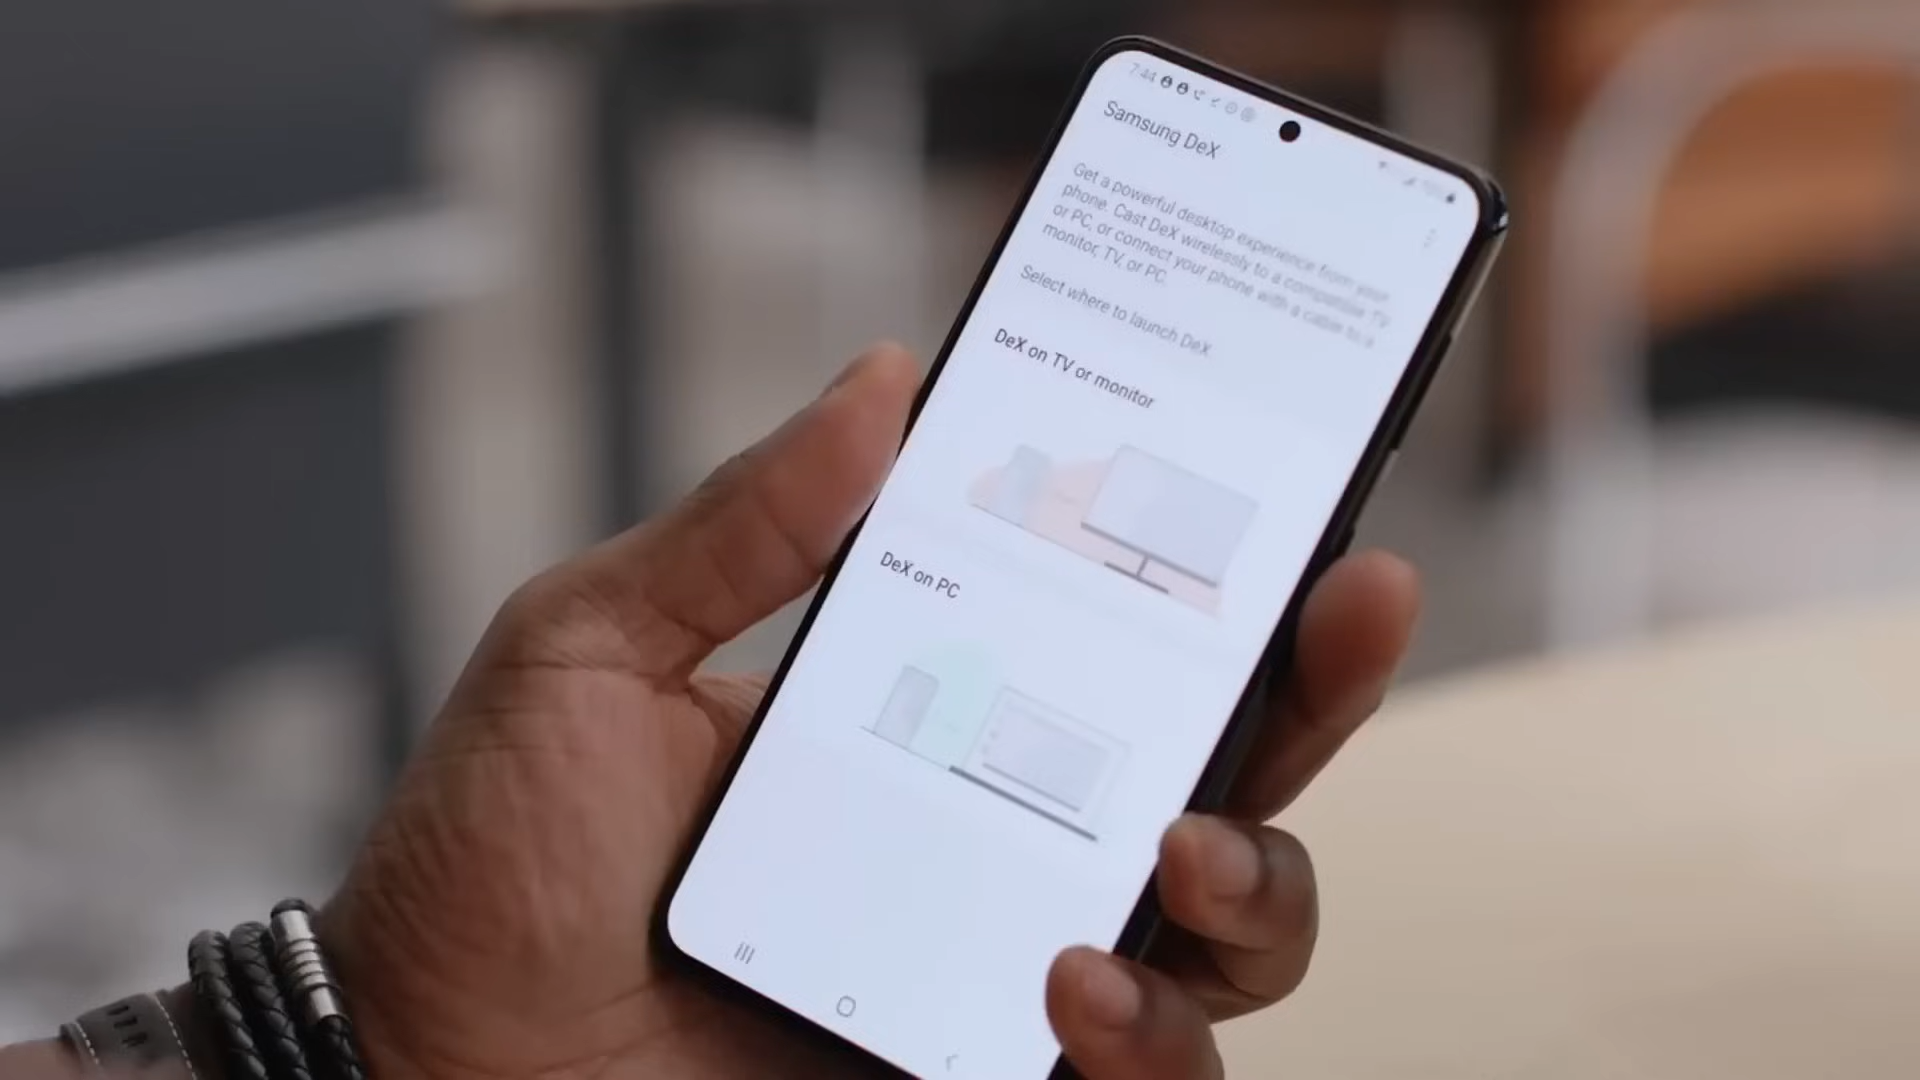 7:44
Samsung DeX
Get a powerful desktop experience from your
phone. Cast DeX wirelessly to a compatible TV
or PC, or connect your phone with a cable to a
monitor, TV, or PC.
Select where to launch DeX
DeX on TV or monitor
DeX on PC